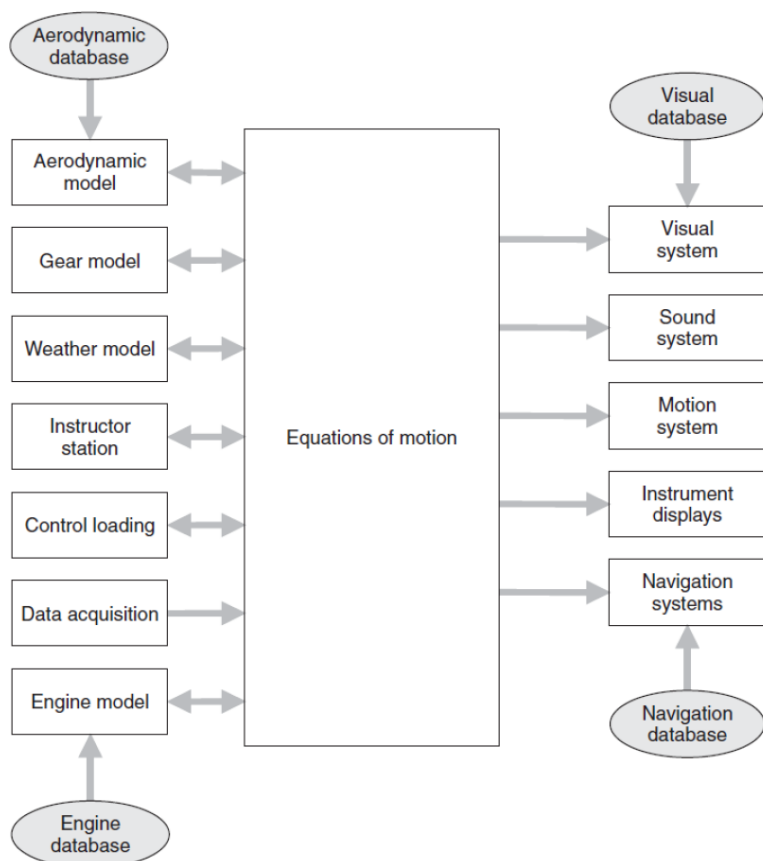 Aerodynamic
database
Aerodynamic
model
Gear model
Weather model
Instructor
station
Control loading
Data acquisition
Engine model
Engine
database
Equations of motion
Visual
database
Visual
system
Sound
system
Motion
system
Instrument
displays
Navigation
systems
Navigation
database